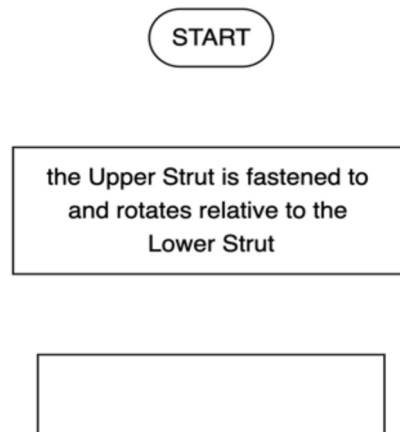 START
the Upper Strut is fastened to
and rotates relative to the
Lower Strut